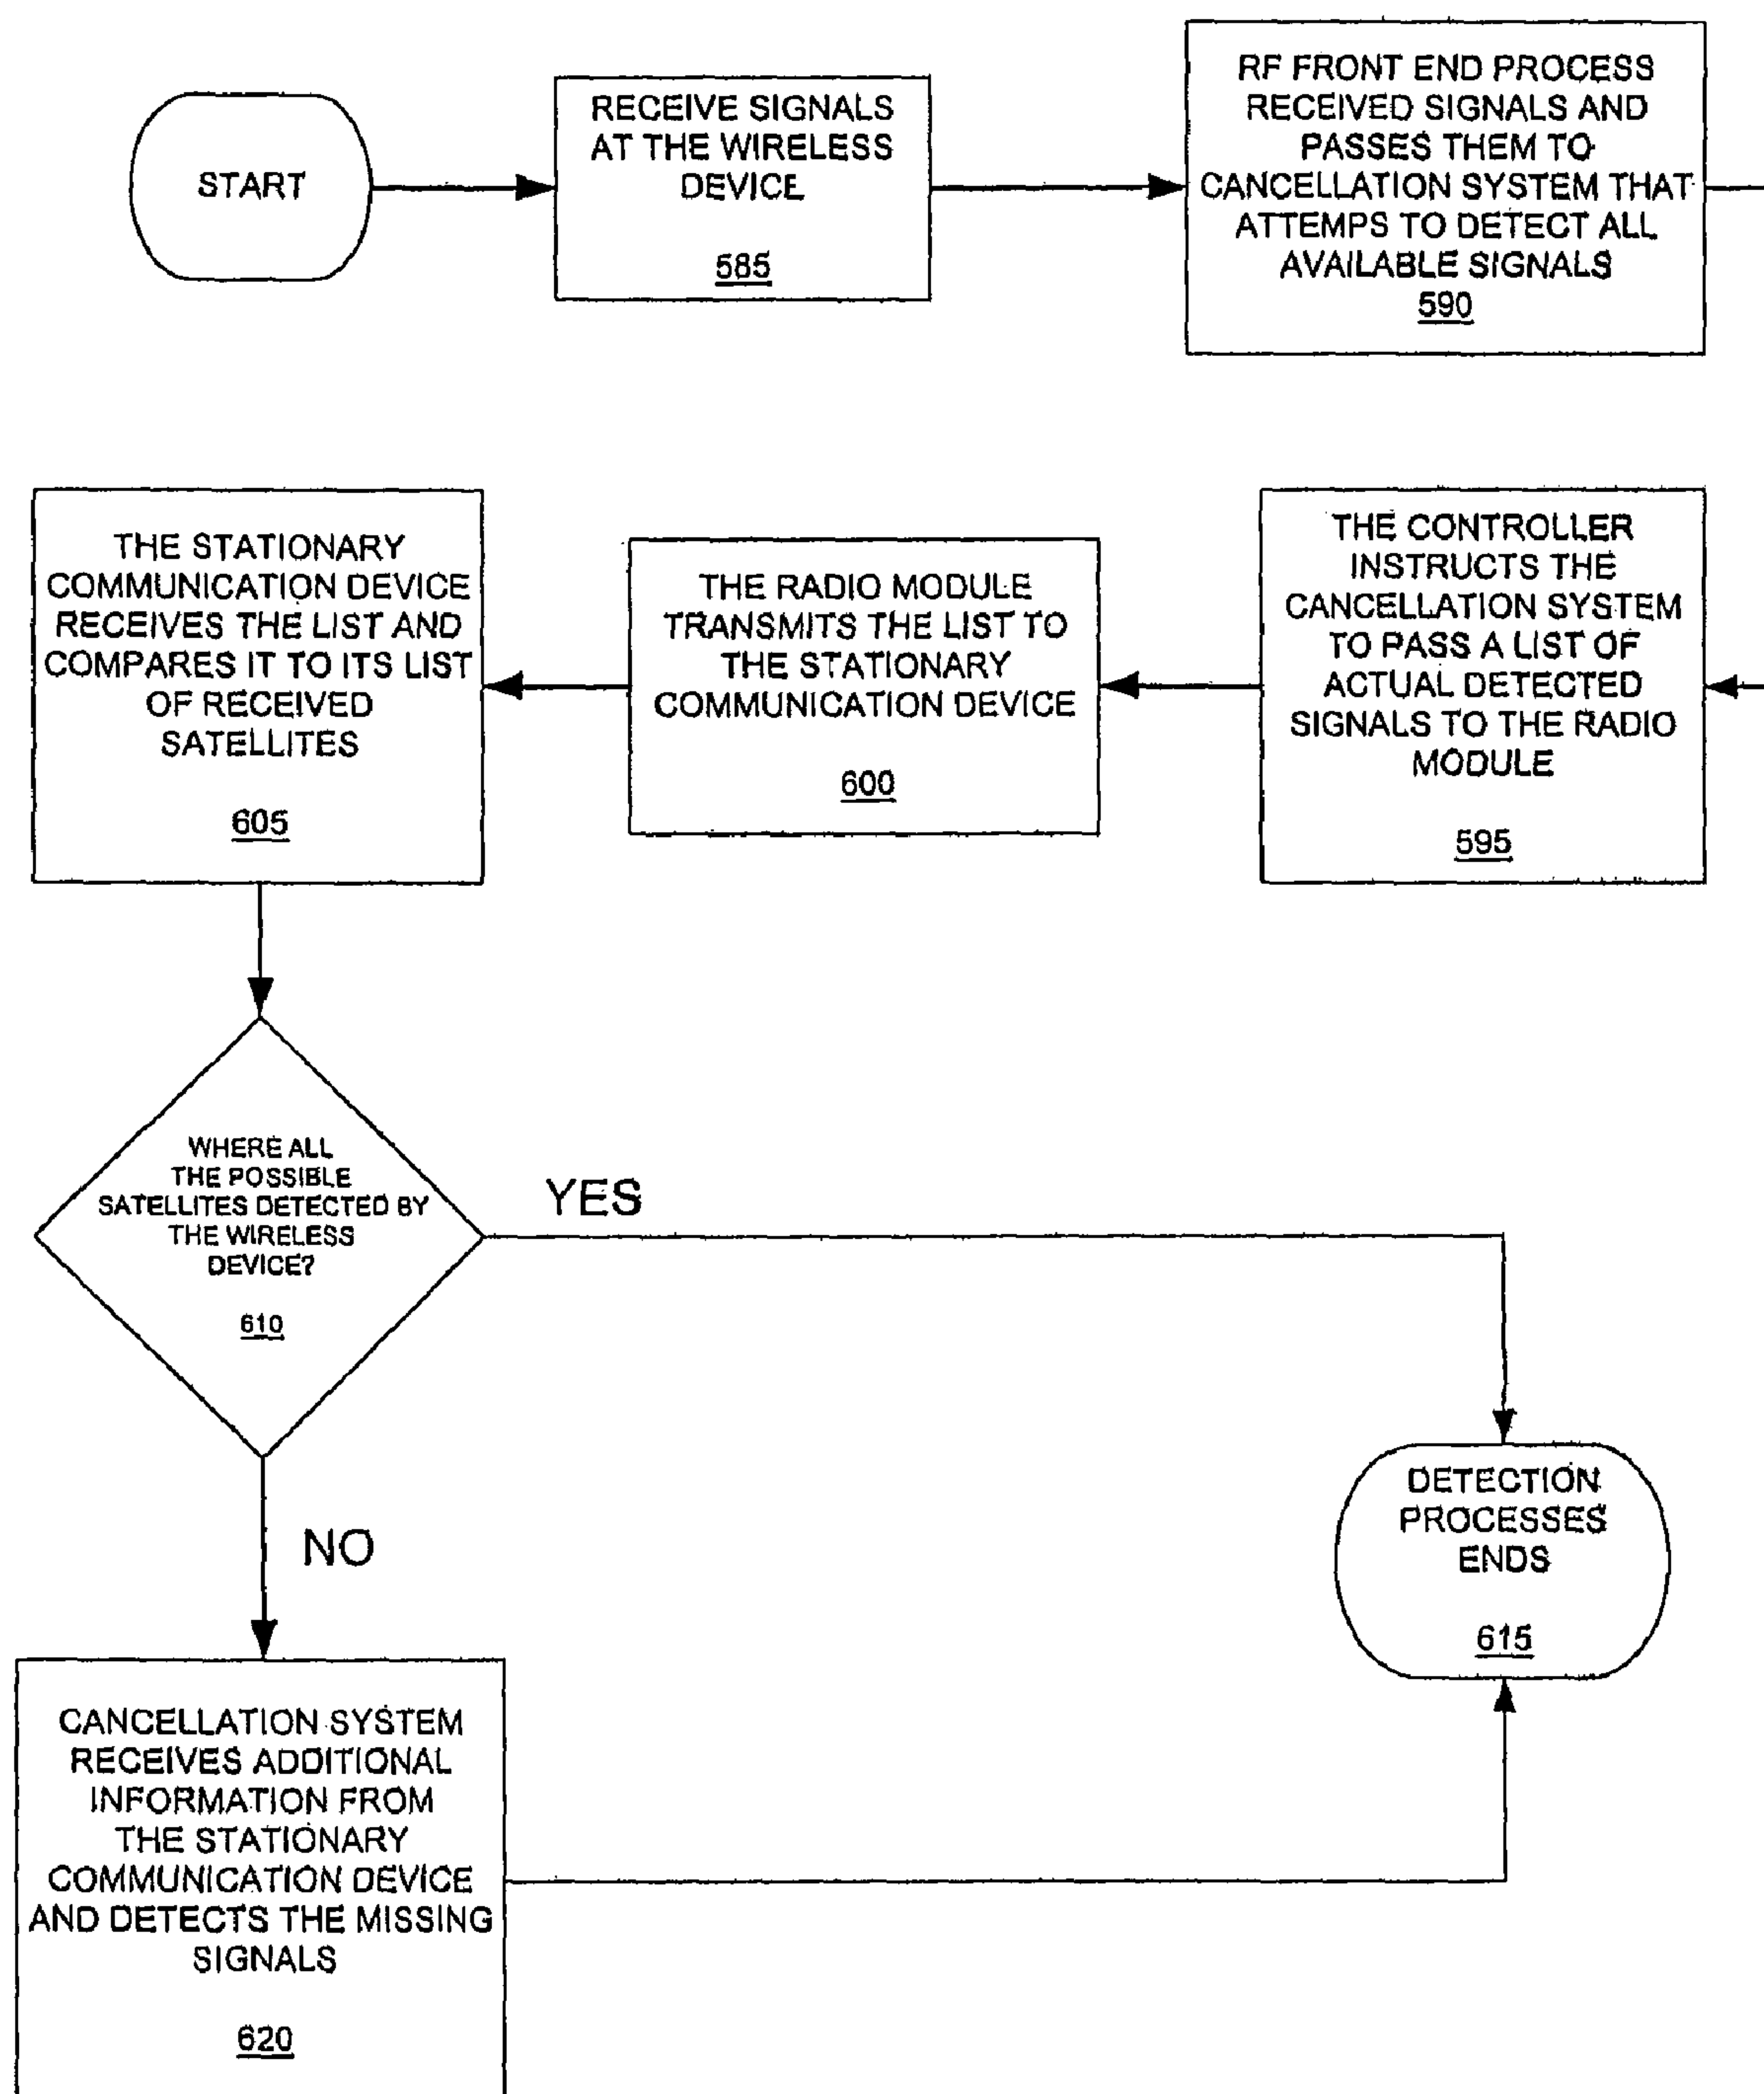 START
RECEIVE SIGNALS
AT THE WIRELESS
DEVICE
585
RF FRONT END PROCESS
RECEIVED SIGNALS AND
PASSES THEM TO
CANCELLATION SYSTEM THAT
ATTEMPS TO DETECT ALL
AVAILABLE SIGNALS
590
THE CONTROLLER
INSTRUCTS THE
CANCELLATION SYSTEM
TO PASS A LIST OF
ACTUAL DETECTED
SIGNALS TO THE RADIO
MODULE
595
THE RADIO MODULE
TRANSMITS THE LIST TO
THE STATIONARY
COMMUNICATION DEVICE
600
THE STATIONARY
COMMUNICATION DEVICE
RECEIVES THE LIST AND
COMPARES IT TO ITS LIST
OF RECEIVED
SATELLITES
605
WHERE ALL
THE POSSIBLE
SATELLITES DETECTED BY
THE WIRELESS
DEVICE?
610
YES
NO
DETECTION
PROCESSES
ENDS
615
CANCELLATION SYSTEM
RECEIVES ADDITIONAL
INFORMATION FROM
THE STATIONARY
COMMUNICATION DEVICE
AND DETECTS THE MISSING
SIGNALS
620